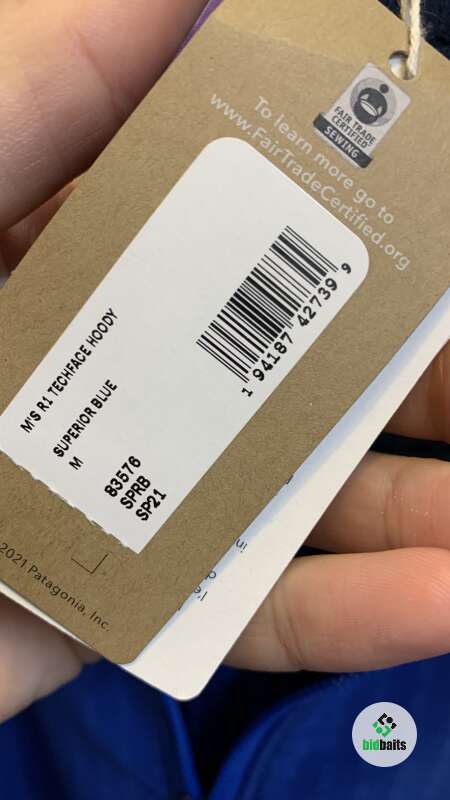 FAIR TRADE
CERTIFIED
SEWING
To learn more go to
www.FairTradeCertified.org
1 94187 42739 9
M'S R1 TECHFACE HOODY
SUPERIOR BLUE
M
83576
SPRB
SP21
2021 Patagonia, Inc.
bidbaits